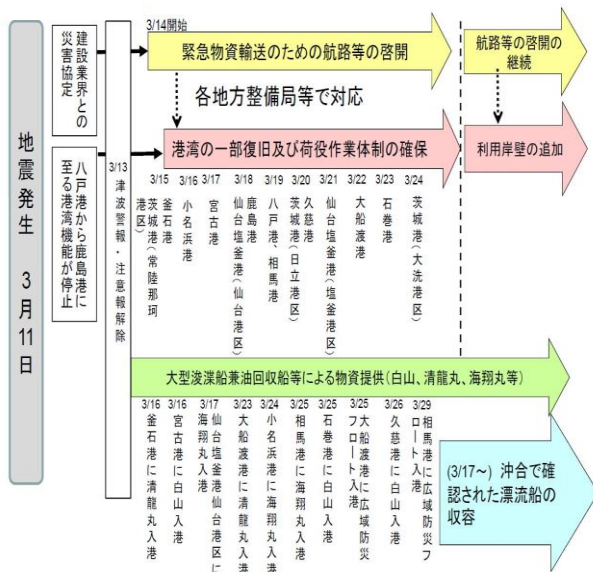 地震発生 3月11日
建設業界との
災害協定
八戸港から鹿島港に
至る港湾機能が停止
3/13
津波警報・注意報解除
3/14開始
緊急物資輸送のための航路等の啓開
航路等の啓開の
継続
各地方整備局等で対応
港湾の一部復旧及び荷役作業体制の確保
利用岸壁の追加
3/15
釜石港
茨城港(常陸那珂
港区)
3/16
小名浜港
3/17
宮古港
3/18
鹿島港
仙台塩釜港(仙台港区)
3/19
八戸港、相馬港
3/20
久慈港
茨城港(日立港区)
3/21
仙台塩釜港(塩釜港区)
3/22
大船渡港
3/23
石巻港
3/24
茨城港(大洗港区)
大型浚渫船兼油回収船等による物資提供(白山、清龍丸、海翔丸等)
3/16
釜石港に清龍丸入港
3/16
宮古港に白山入港
3/17
仙台塩釜港仙台港区に
海翔丸入港
3/23
大船渡港に清龍丸入港
3/24
小名浜港に海翔丸入港
3/25
相馬港に海翔丸入港
3/25
石巻港に白山入港
3/25
大船渡港に広域防災
フロート入港
3/26
久慈港に白山入港
3/29
相馬港に広域防災フ
ロート入港
(3/17~) 沖合で確
認された漂流船の
収容